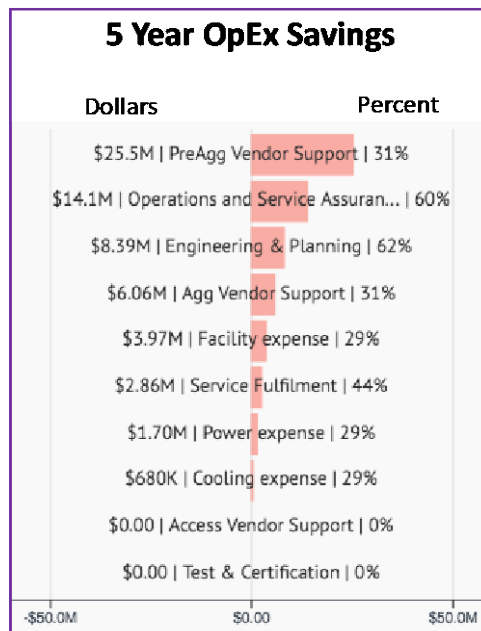 5 Year OpEx Savings
Dollars Percent
$25.5M | PreAgg Vendor Support | 31%
$14.1M | Operations and Service Assuran... | 60%
$8.39M | Engineering & Planning | 62%
$6.06M | Agg Vendor Support | 31%
$3.97M | Facility expense | 29%
$2.86M | Service Fulfilment | 44%
$1.70M | Power expense | 29%
$680K | Cooling expense | 29%
$0.00 | Access Vendor Support | 0%
$0.00 | Test & Certification | 0%
-$50.0M $0.00 $50.0M